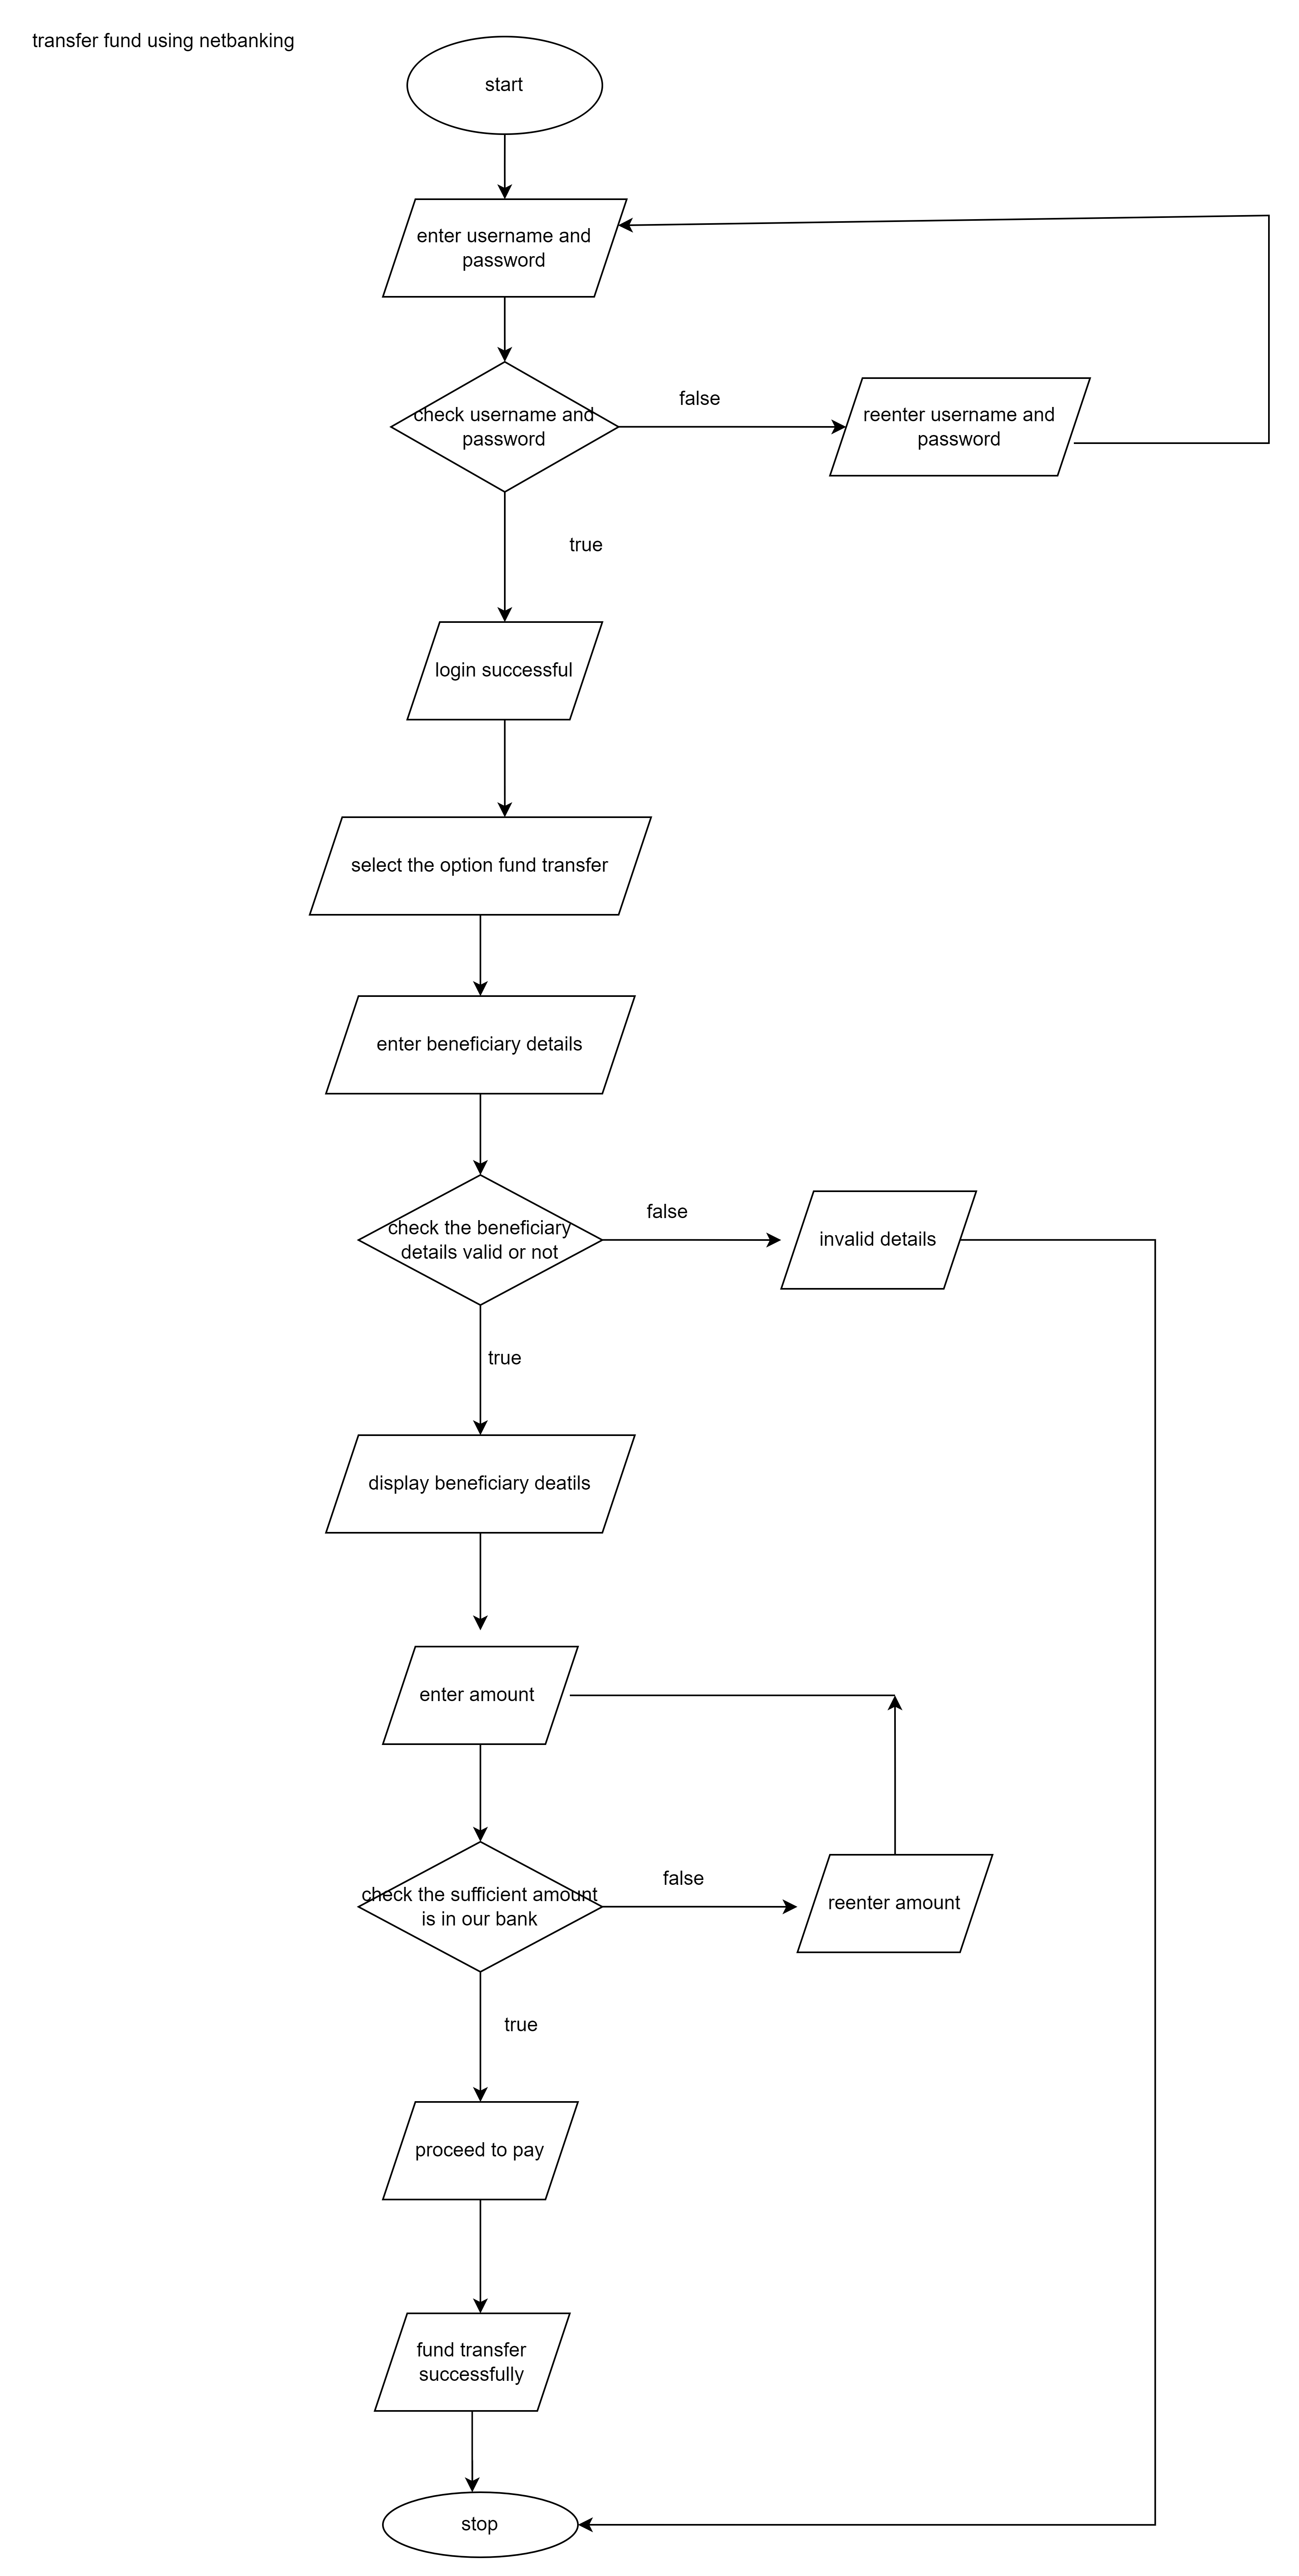 transfer fund using netbanking
start
enter username and
password
check username and
password
false
reenter username and
password
true
login successful
select the option fund transfer
enter beneficiary details
check the beneficiary
details valid or not
false
invalid details
true
display beneficiary deatils
enter amount
check the sufficient amount
is in our bank
false
reenter amount
true
proceed to pay
fund transfer
successfully
stop